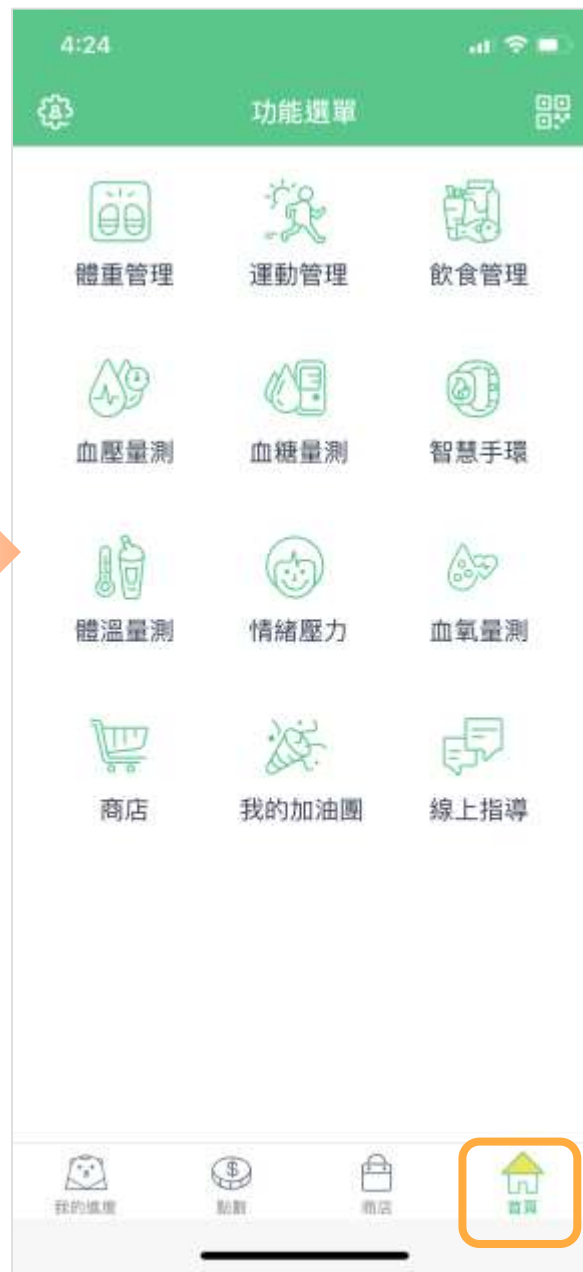 4:24
功能選單
體重管理 運動管理 飲食管理
血壓量測 血糖量測 智慧手環
體溫量測 情緒壓力 血氧量測
商店 我的加油團 線上指導
我的進度 點數 商店 首頁